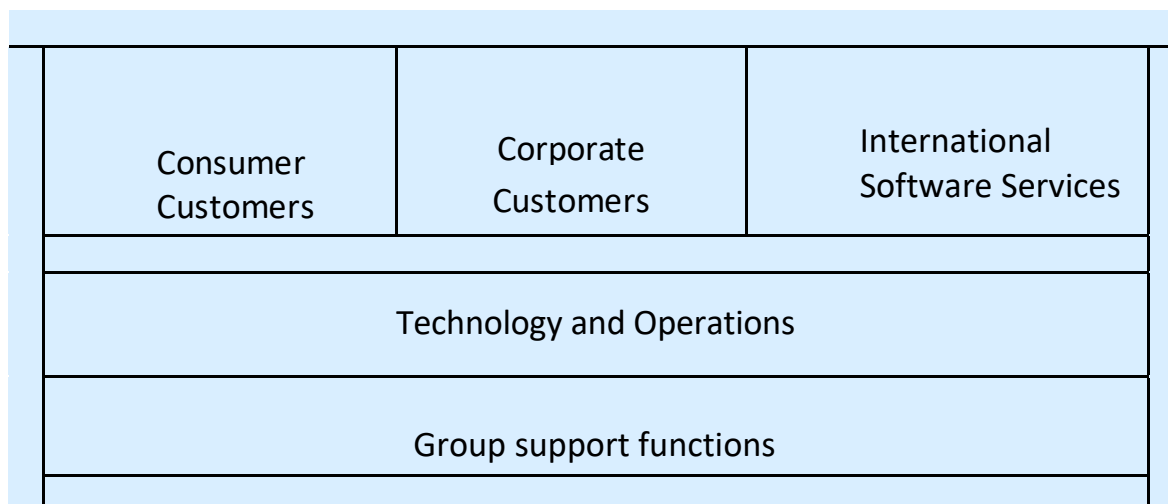 Consumer
Customers
Corporate
Customers
International
Software Services
Technology and Operations
Group support functions